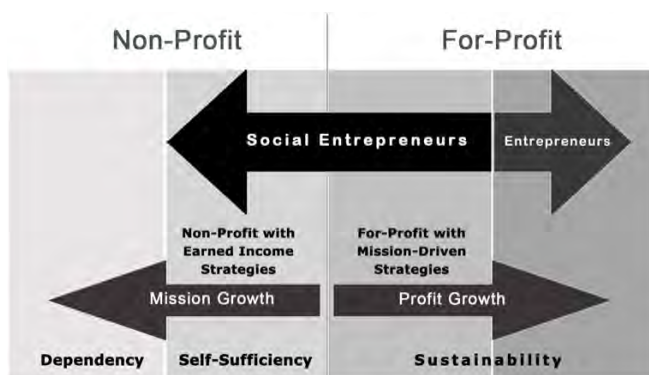 Non-Profit
For-Profit
Social Entrepreneurs
Entrepreneurs
Non-Profit with
Earned Income
Strategies
For-Profit with
Mission-Driven
Strategies
Mission Growth
Profit Growth
Dependency
Self-Sufficiency
Sustainability